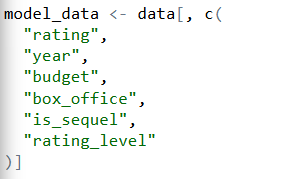 model_data <- data[, c(
  "rating",
  "year",
  "budget",
  "box_office",
  "is_sequel",
  "rating_level"
)]